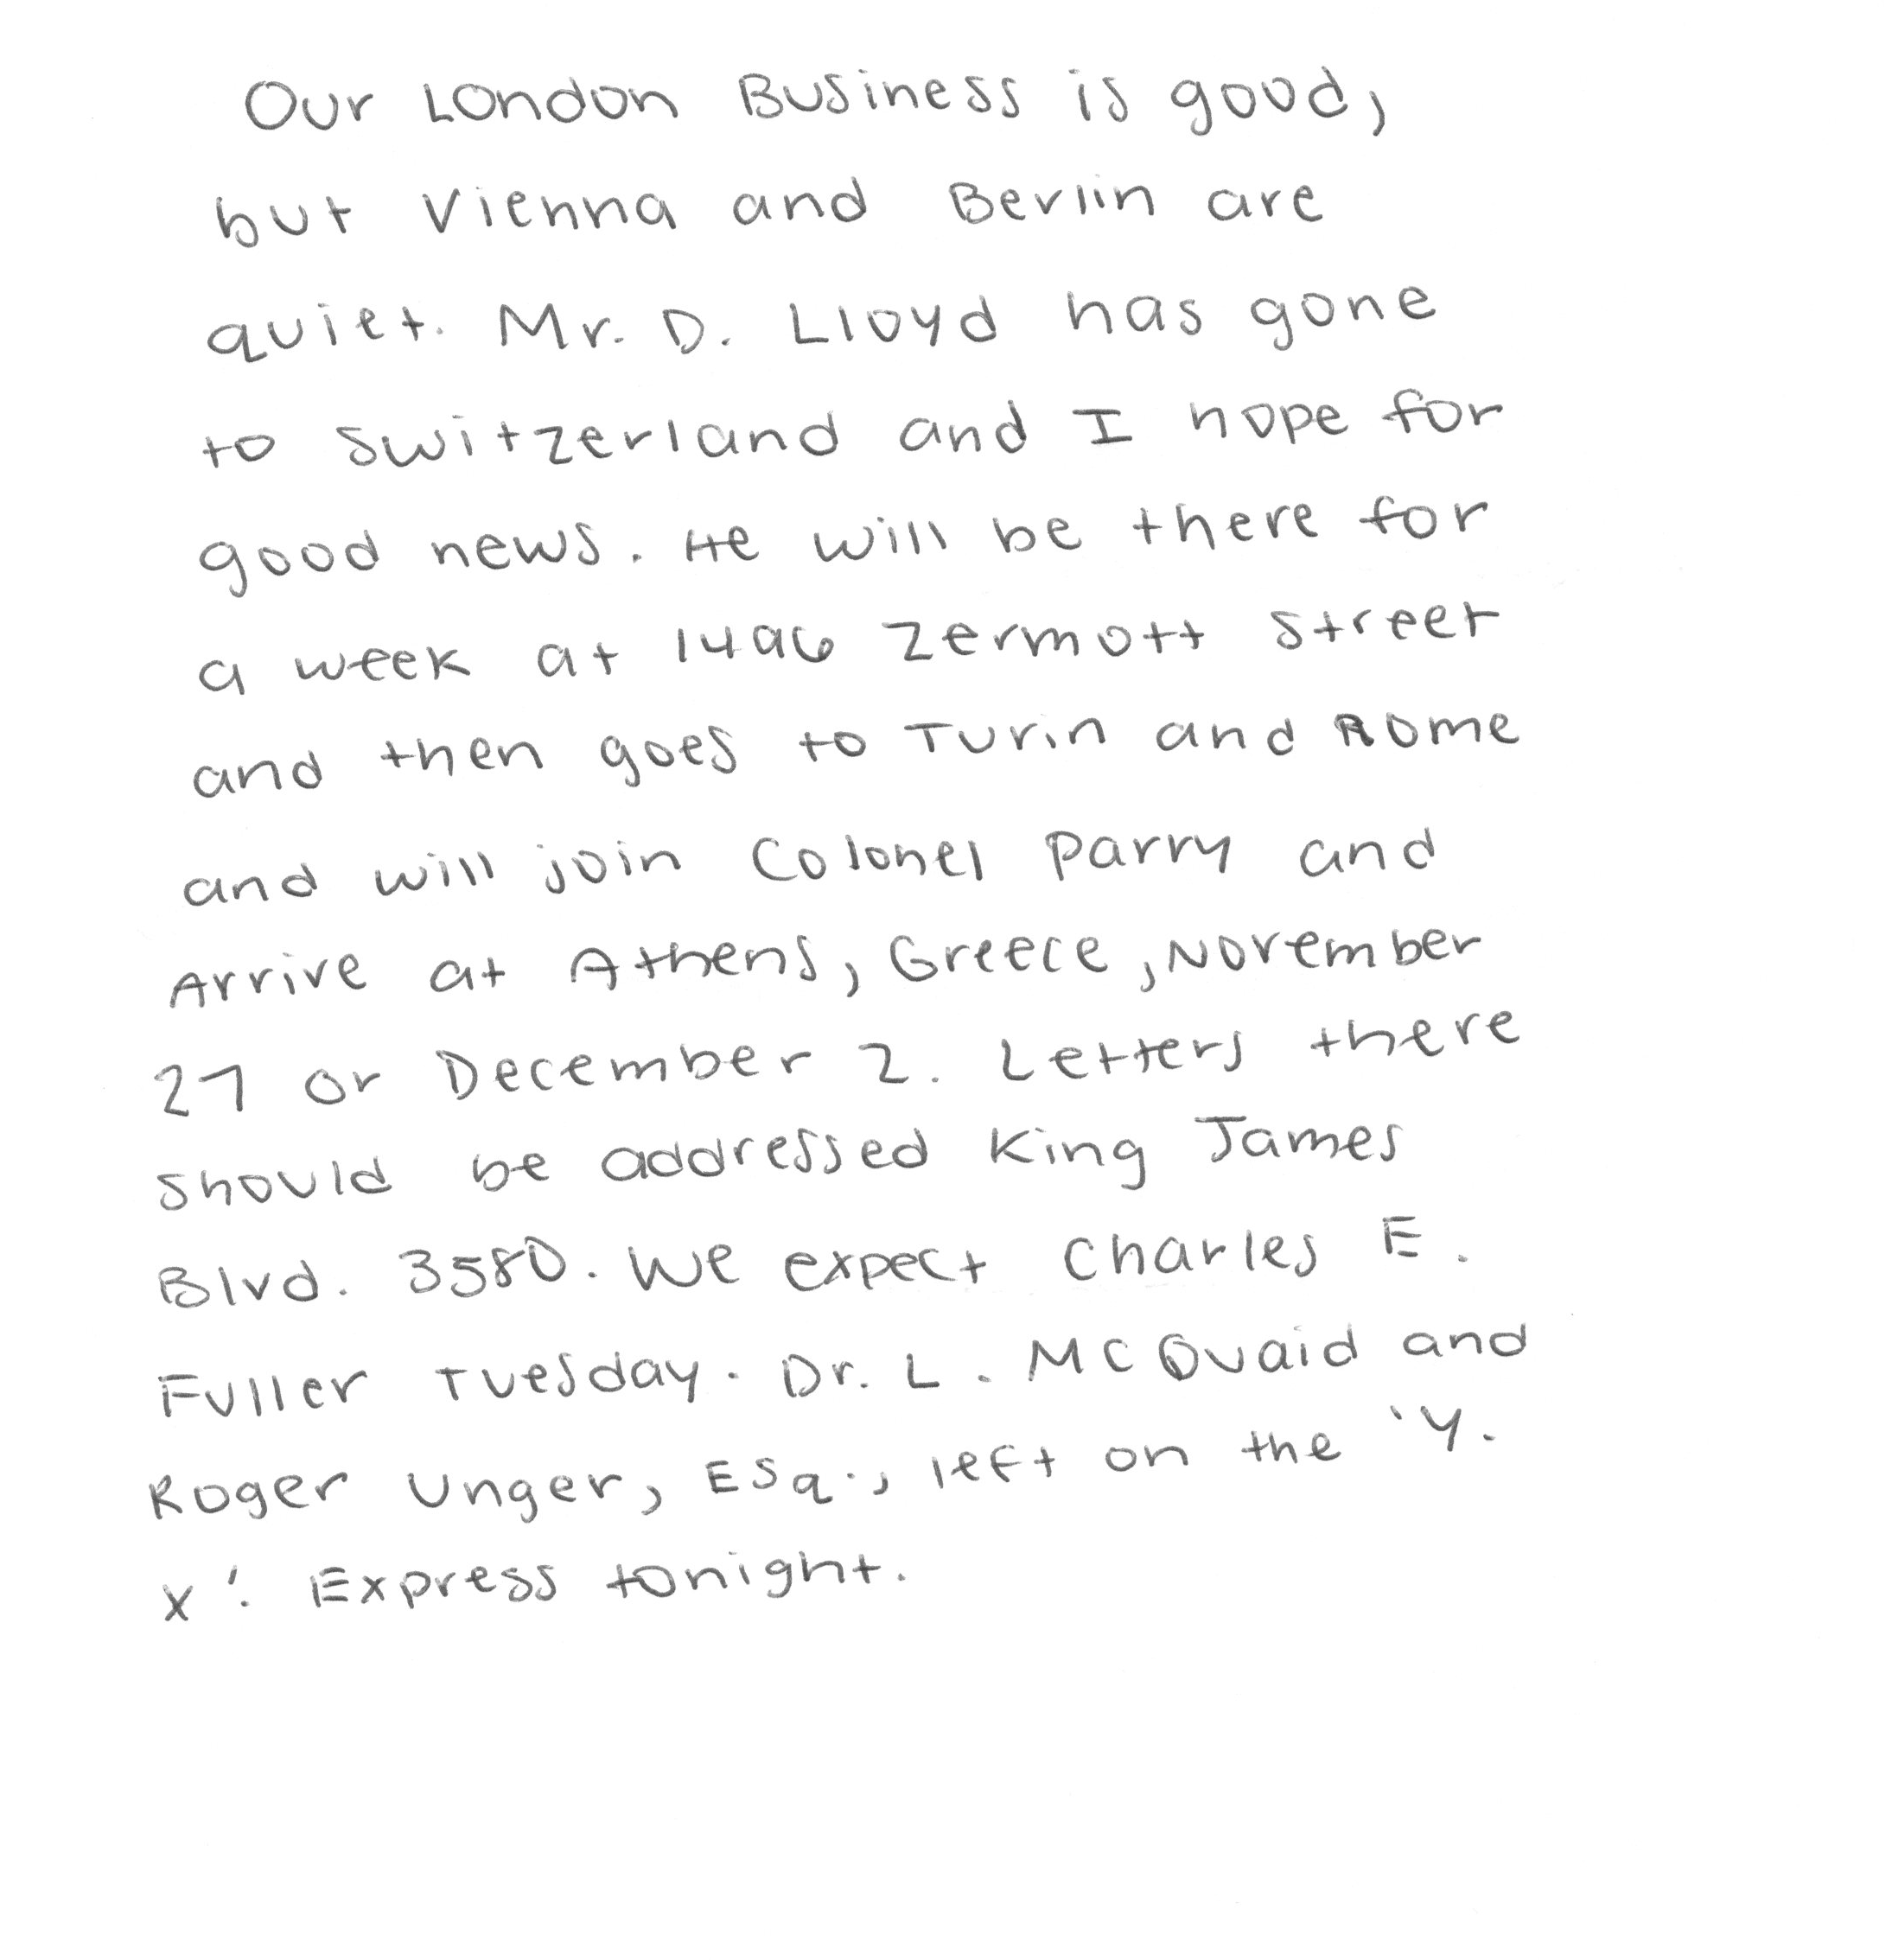 Our London Business is good,
but Vienna and Berlin are
quiet. Mr. D. Lloyd has gone
to Switzerland and I hope for
good news. He will be there for
a week at 1496 Zermott Street
and then goes to Turin and Rome
and will join Colonel Parry and
Arrive at Athens, Greece, November
27 or December 2. Letters there
should be addressed King James
Blvd. 3580. We expect Charles E.
Fuller Tuesday. Dr. L. McQuaid and
Roger Unger, Esq., left on the 'Y.
X'. Express tonight.